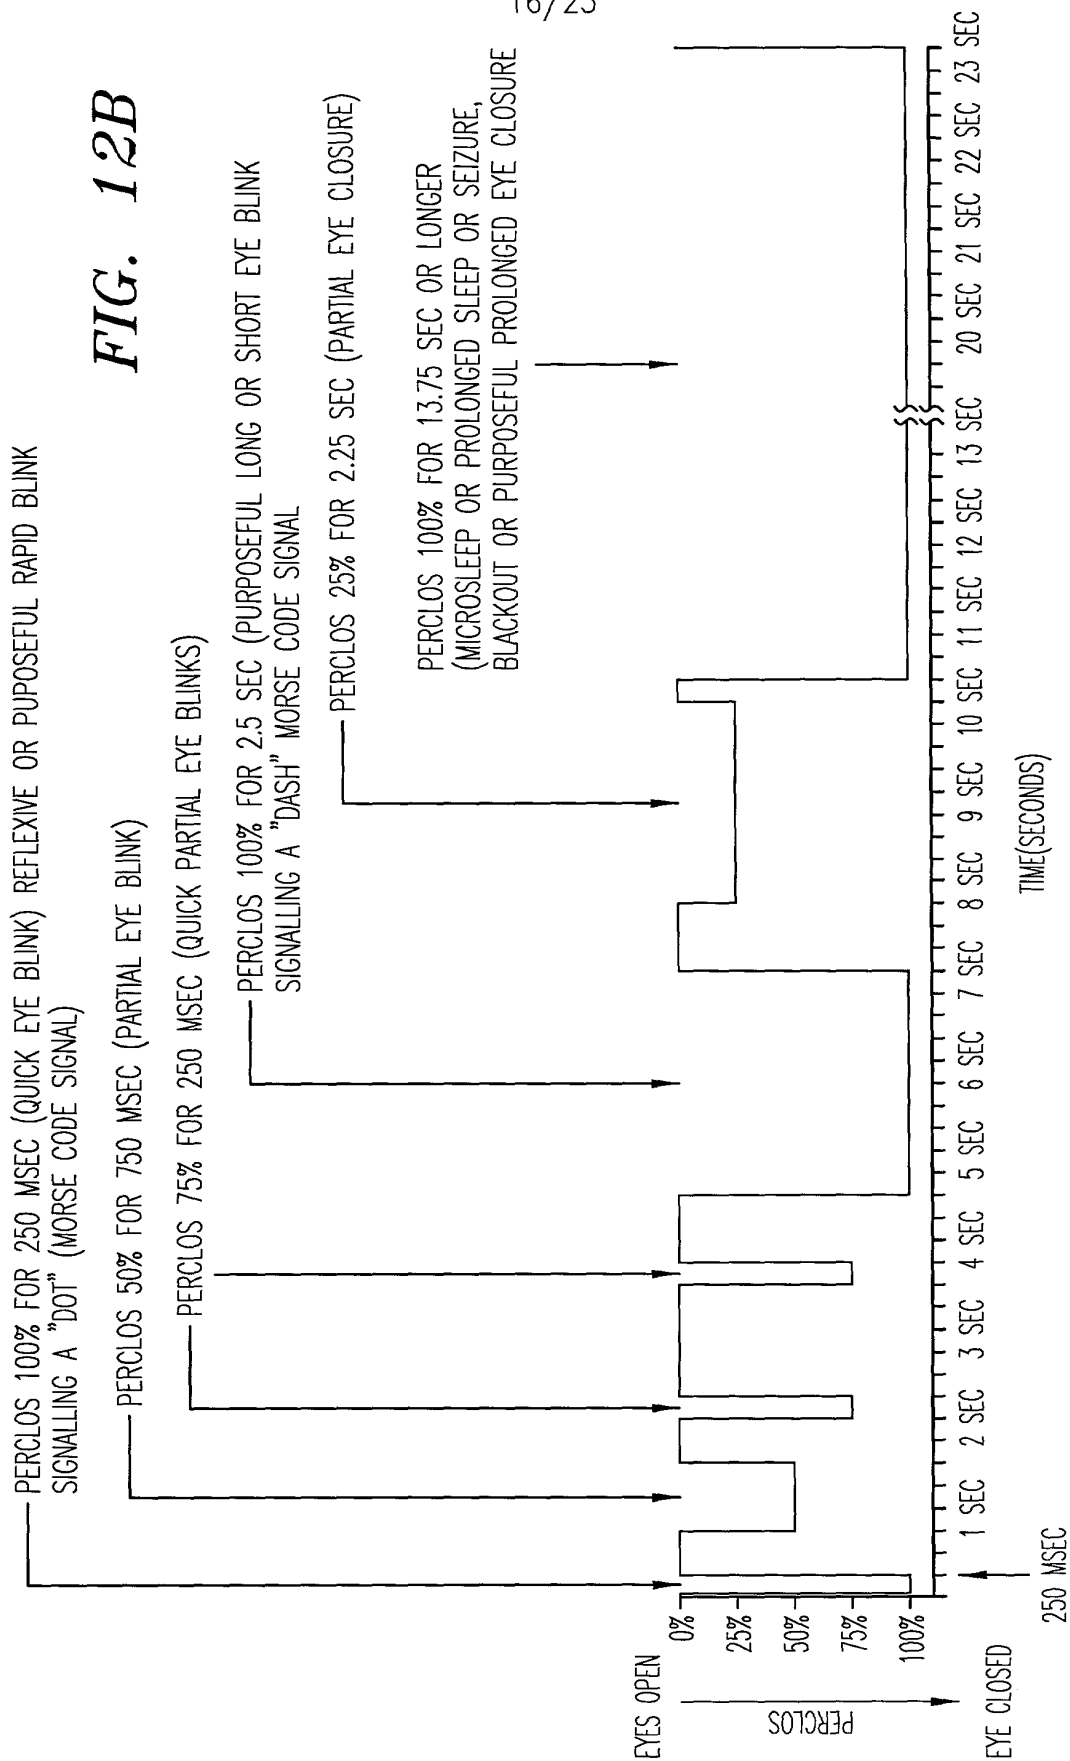 16/25
FIG. 12B
PERCLOS 100% FOR 250 MSEC (QUICK EYE BLINK) REFLEXIVE OR PUPOSEFUL RAPID BLINK
SIGNALLING A "DOT" (MORSE CODE SIGNAL)
PERCLOS 50% FOR 750 MSEC (PARTIAL EYE BLINK)
PERCLOS 75% FOR 250 MSEC (QUICK PARTIAL EYE BLINKS)
PERCLOS 100% FOR 2.5 SEC (PURPOSEFUL LONG OR SHORT EYE BLINK
SIGNALLING A "DASH" MORSE CODE SIGNAL
PERCLOS 25% FOR 2.25 SEC (PARTIAL EYE CLOSURE)
PERCLOS 100% FOR 13.75 SEC OR LONGER
(MICROSLEEP OR PROLONGED SLEEP OR SEIZURE,
BLACKOUT OR PURPOSEFUL PROLONGED EYE CLOSURE
EYES OPEN
PERCLOS
EYE CLOSED
0%
25%
50%
75%
100%
1 SEC 2 SEC 3 SEC 4 SEC 5 SEC 6 SEC 7 SEC 8 SEC 9 SEC 10 SEC 11 SEC 12 SEC 13 SEC 20 SEC 21 SEC 22 SEC 23 SEC
250 MSEC
TIME(SECONDS)